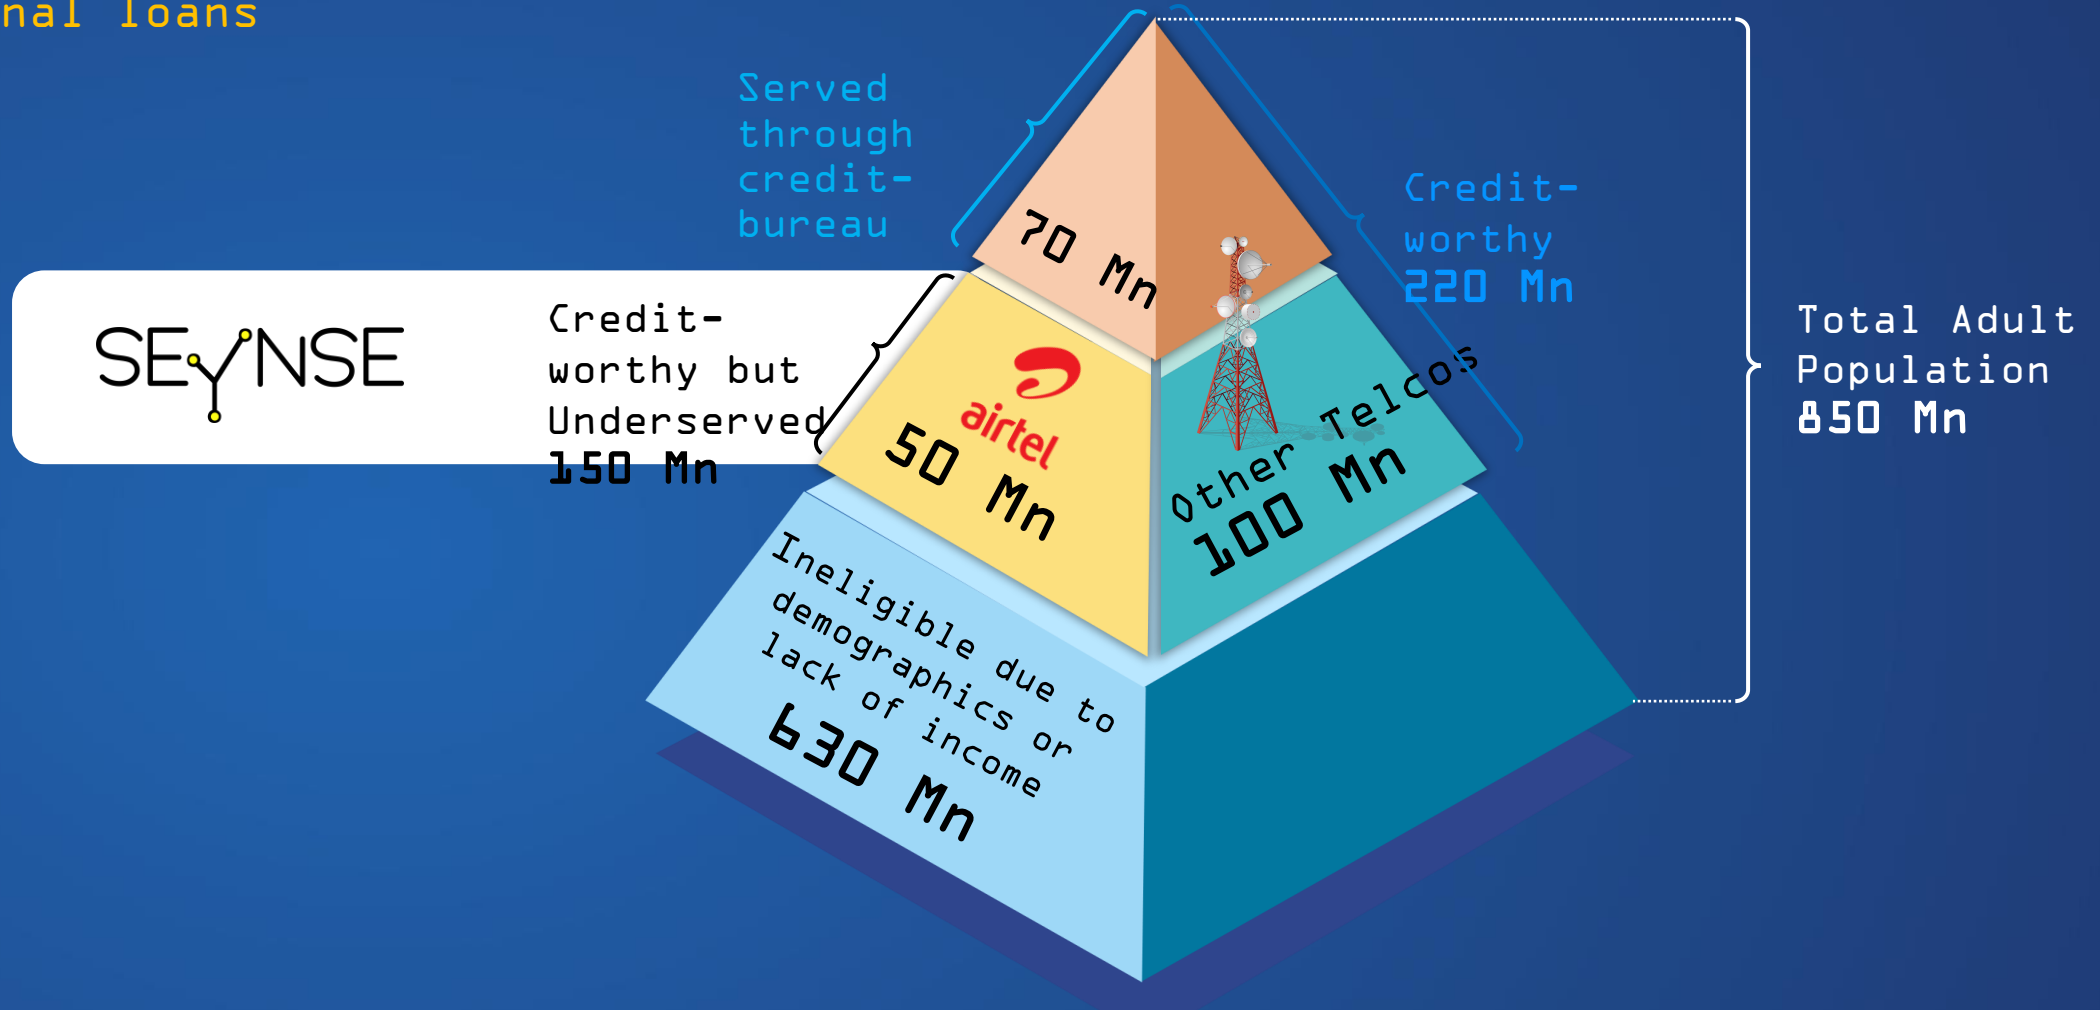 nal loans
Served
through
credit-
bureau
70 Mn
Credit-
worthy
220 Mn
SEYNSE
Credit-
worthy but
Underserved
150 Mn
airtel
50 Mn
Other Telcos
100 Mn
Total Adult
Population
850 Mn
Ineligible due to
demographics or
lack of income
630 Mn